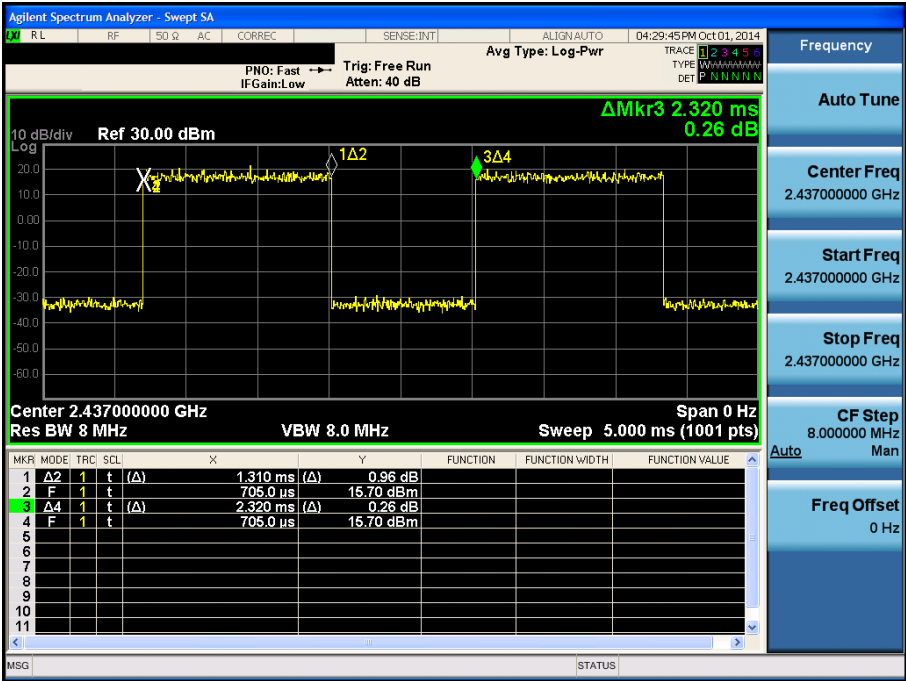 Agilent Spectrum Analyzer - Swept SA
LXI RL RF 50 Ω AC CORREC SENSE:INT ALIGN AUTO 04:29:45 PM Oct 01, 2014
Avg Type: Log-Pwr
TRACE 1 2 3 4 5 6
TYPE W
DET P N N N N N
PNO: Fast
IFGain:Low
Trig: Free Run
Atten: 40 dB
ΔMkr3 2.320 ms
0.26 dB
10 dB/div Ref 30.00 dBm
Log
20.0
10.0
0.00
-10.0
-20.0
-30.0
-40.0
-50.0
-60.0
1Δ2
3Δ4
Center 2.437000000 GHz
Span 0 Hz
Res BW 8 MHz
VBW 8.0 MHz
Sweep 5.000 ms (1001 pts)
MKR MODE TRC SCL X Y FUNCTION FUNCTION WIDTH FUNCTION VALUE
1 Δ2 1 t (Δ) 1.310 ms (Δ) 0.96 dB
2 F 1 t 705.0 µs 15.70 dBm
3 Δ4 1 t (Δ) 2.320 ms (Δ) 0.26 dB
4 F 1 t 705.0 µs 15.70 dBm
5
6
7
8
9
10
11
MSG
STATUS
Frequency
Auto Tune
Center Freq
2.437000000 GHz
Start Freq
2.437000000 GHz
Stop Freq
2.437000000 GHz
CF Step
8.000000 MHz
Auto Man
Freq Offset
0 Hz